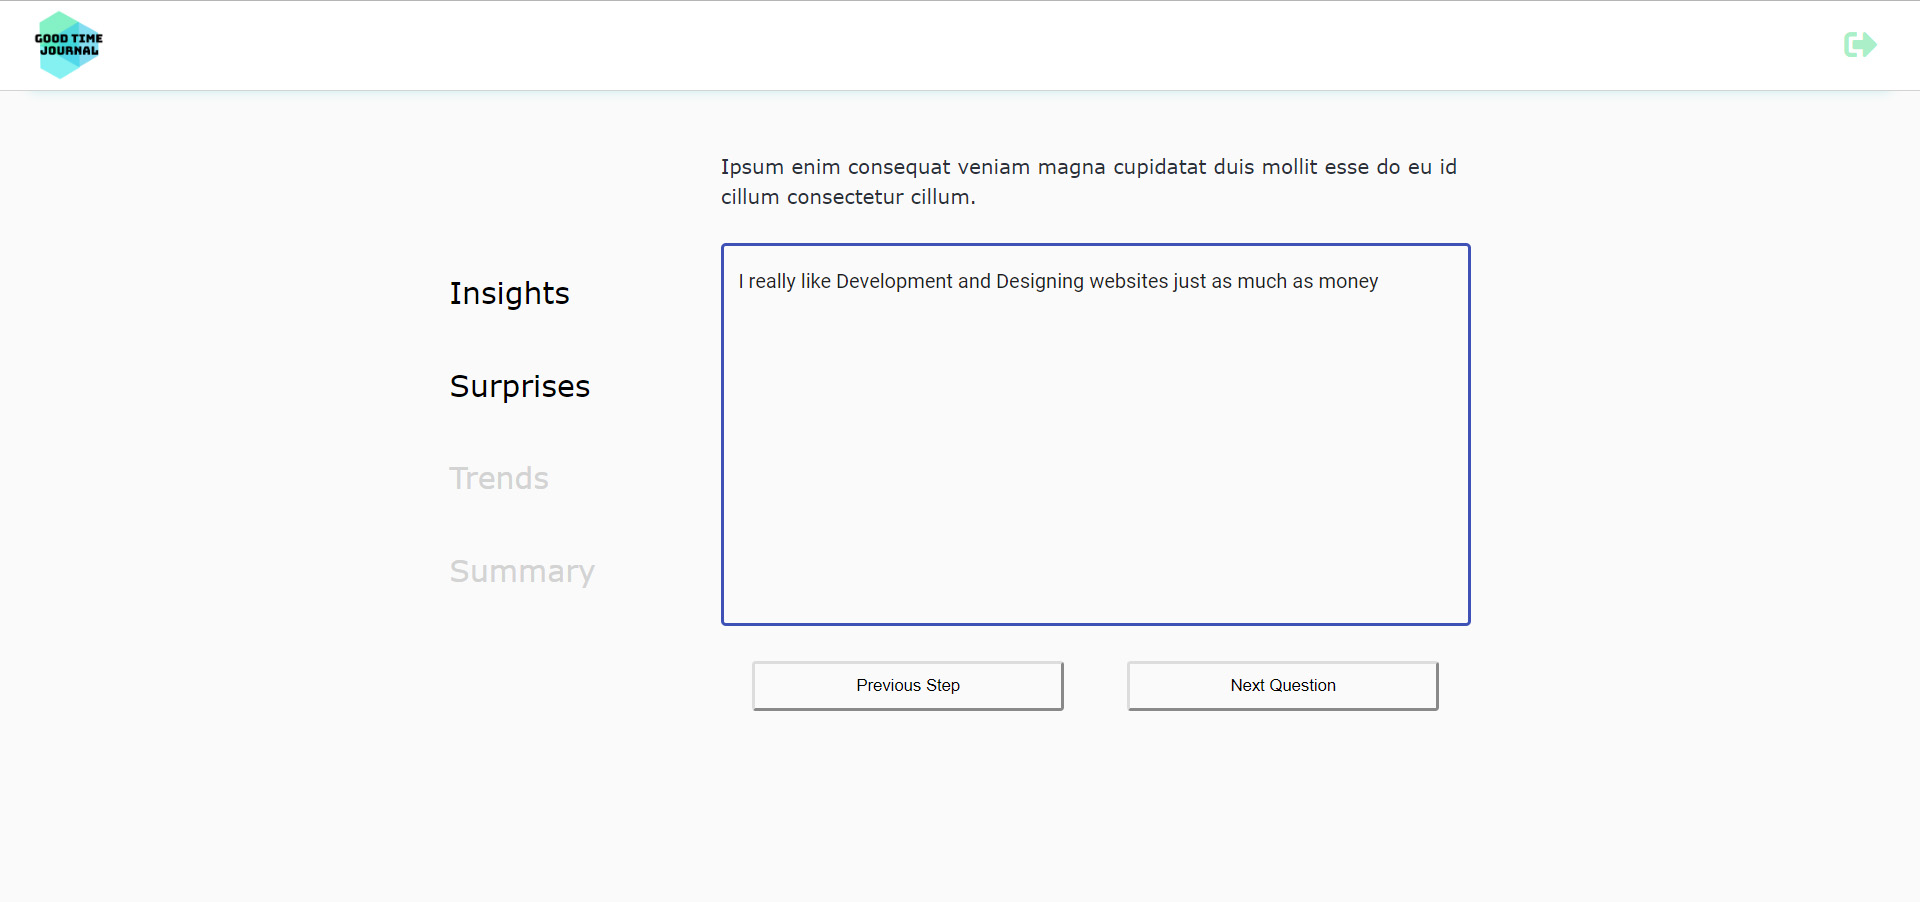 GOOD TIME
JOURNAL
Ipsum enim consequat veniam magna cupidatat duis mollit esse do eu id
cillum consectetur cillum.
Insights
Surprises
Trends
Summary
I really like Development and Designing websites just as much as money
Previous Step
Next Question